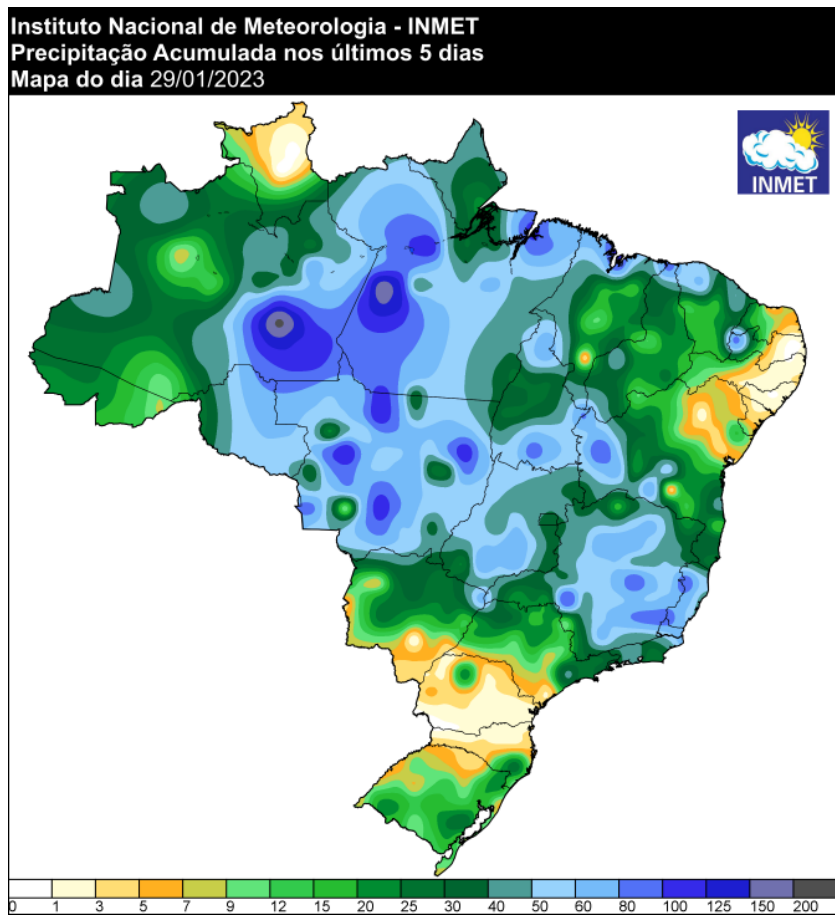 Instituto Nacional de Meteorologia - INMET
Precipitação Acumulada nos últimos 5 dias
Mapa do dia 29/01/2023
INMET
0 1 3 5 7 9 12 15 20 25 30 40 50 60 80 100 125 150 200